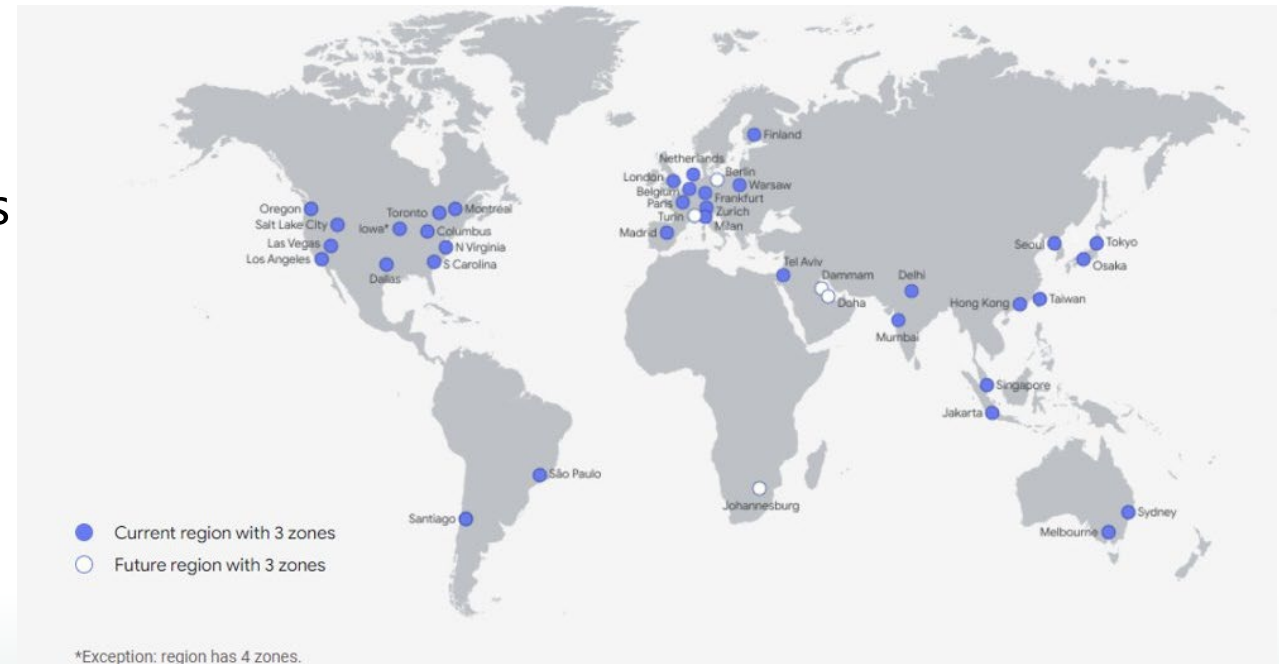 s
Finland
Netherlands
London
Berlin
Warsaw
Belgium
Frankfurt
Paris
Zurich
Turin
Milan
Madrid
Oregon
Toronto
Montréal
Salt Lake City
Iowa*
Columbus
Las Vegas
N Virginia
Los Angeles
S Carolina
Dallas
Seoul
Tokyo
Osaka
Tel Aviv
Dammam
Delhi
Doha
Hong Kong
Taiwan
Mumbai
Singapore
Jakarta
São Paulo
Johannesburg
Santiago
Sydney
Melbourne
Current region with 3 zones
Future region with 3 zones
*Exception: region has 4 zones.